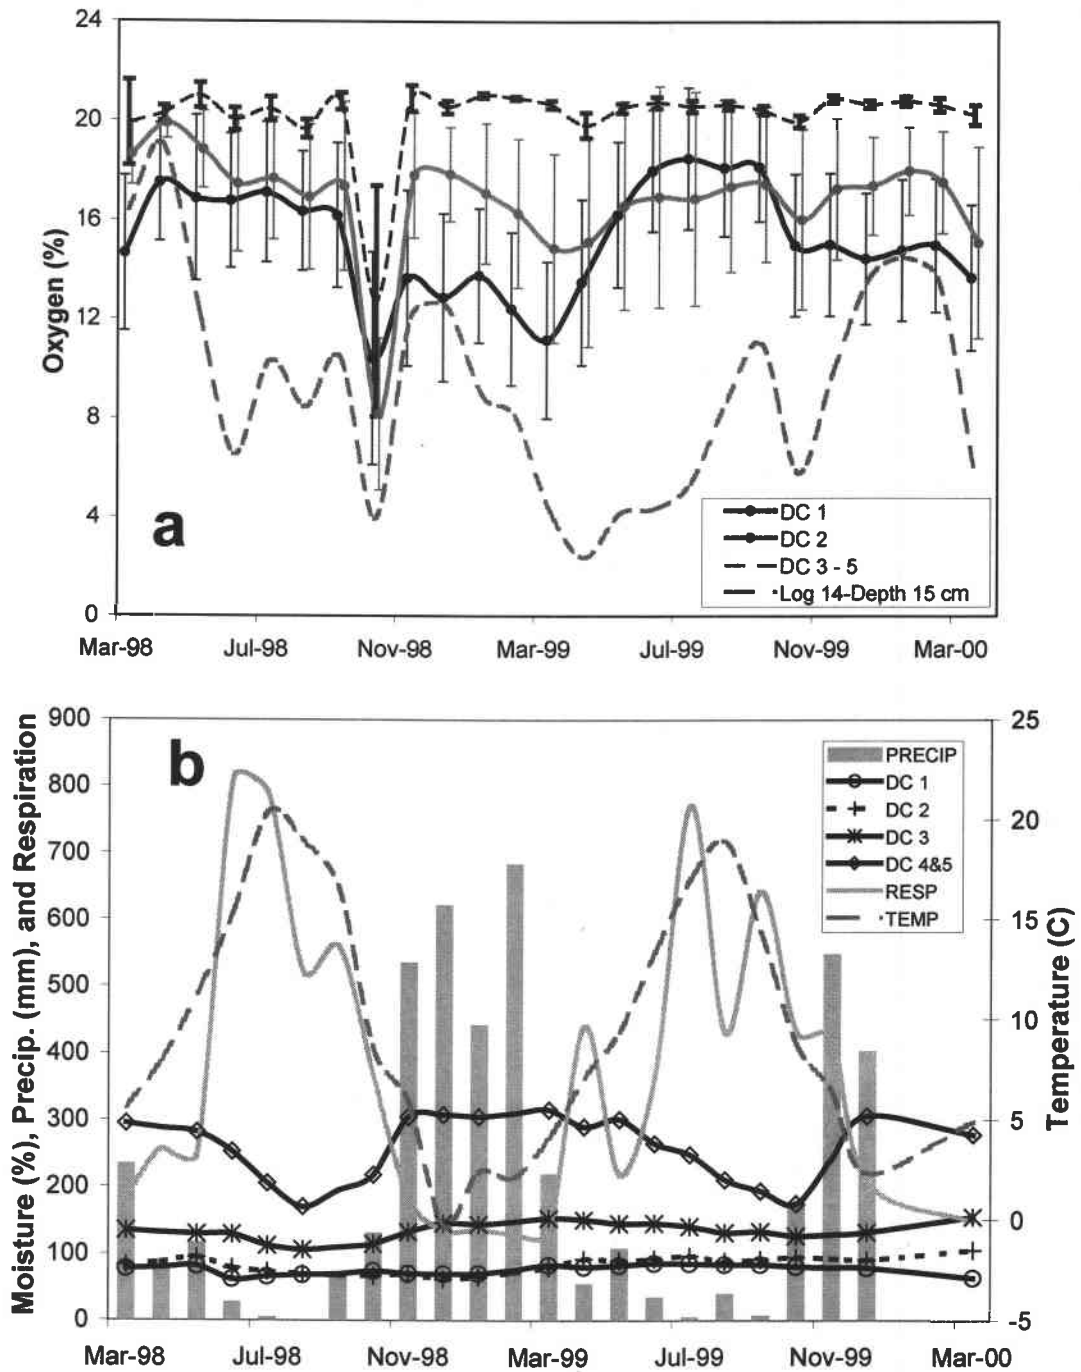 24
20
16
12
8
4
0
Oxygen (%)
a
DC 1
DC 2
DC 3 - 5
Log 14-Depth 15 cm
Mar-98 Jul-98 Nov-98 Mar-99 Jul-99 Nov-99 Mar-00
900
800
700
600
500
400
300
200
100
0
Moisture (%), Precip. (mm), and Respiration
b
PRECIP
DC 1
DC 2
DC 3
DC 4&5
RESP
TEMP
25
20
15
10
5
0
-5
Temperature (C)
Mar-98 Jul-98 Nov-98 Mar-99 Jul-99 Nov-99 Mar-00